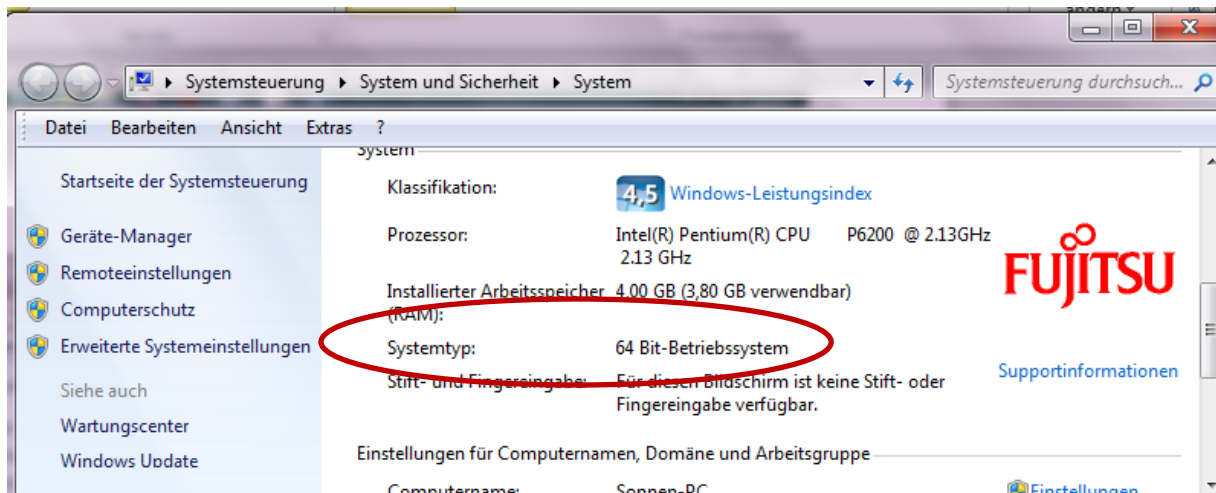 ändern
Systemsteuerung System und Sicherheit System Systemsteuerung durchsuch...
Datei Bearbeiten Ansicht Extras ?
Startseite der Systemsteuerung
Geräte-Manager
Remoteeinstellungen
Computerschutz
Erweiterte Systemeinstellungen
Siehe auch
Wartungscenter
Windows Update
System
Klassifikation: 4,5 Windows-Leistungsindex
Prozessor: Intel(R) Pentium(R) CPU P6200 @ 2.13GHz
2.13 GHz
Installierter Arbeitsspeicher 4,00 GB (3,80 GB verwendbar)
(RAM):
Systemtyp: 64 Bit-Betriebssystem
Stift- und Fingereingabe: Für diesen Bildschirm ist keine Stift- oder
Fingereingabe verfügbar.
FUJITSU
Supportinformationen
Einstellungen für Computernamen, Domäne und Arbeitsgruppe
Computername: Sonnen-PC Einstellungen